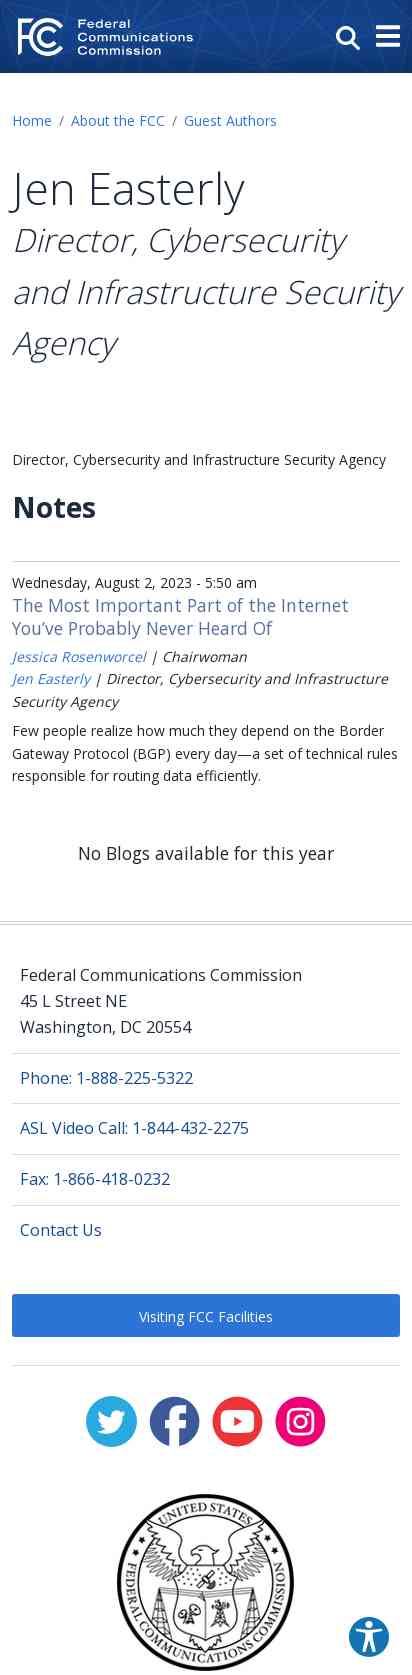 Federal
Communications
Commission
Home / About the FCC / Guest Authors
Jen Easterly
Director, Cybersecurity
and Infrastructure Security
Agency
Director, Cybersecurity and Infrastructure Security Agency
Notes
Wednesday, August 2, 2023 - 5:50 am
The Most Important Part of the Internet
You’ve Probably Never Heard Of
Jessica Rosenworcel | Chairwoman
Jen Easterly | Director, Cybersecurity and Infrastructure
Security Agency
Few people realize how much they depend on the Border
Gateway Protocol (BGP) every day—a set of technical rules
responsible for routing data efficiently.
No Blogs available for this year
Federal Communications Commission
45 L Street NE
Washington, DC 20554
Phone: 1-888-225-5322
ASL Video Call: 1-844-432-2275
Fax: 1-866-418-0232
Contact Us
Visiting FCC Facilities
UNITED STATES
FEDERAL COMMUNICATIONS COMMISSION